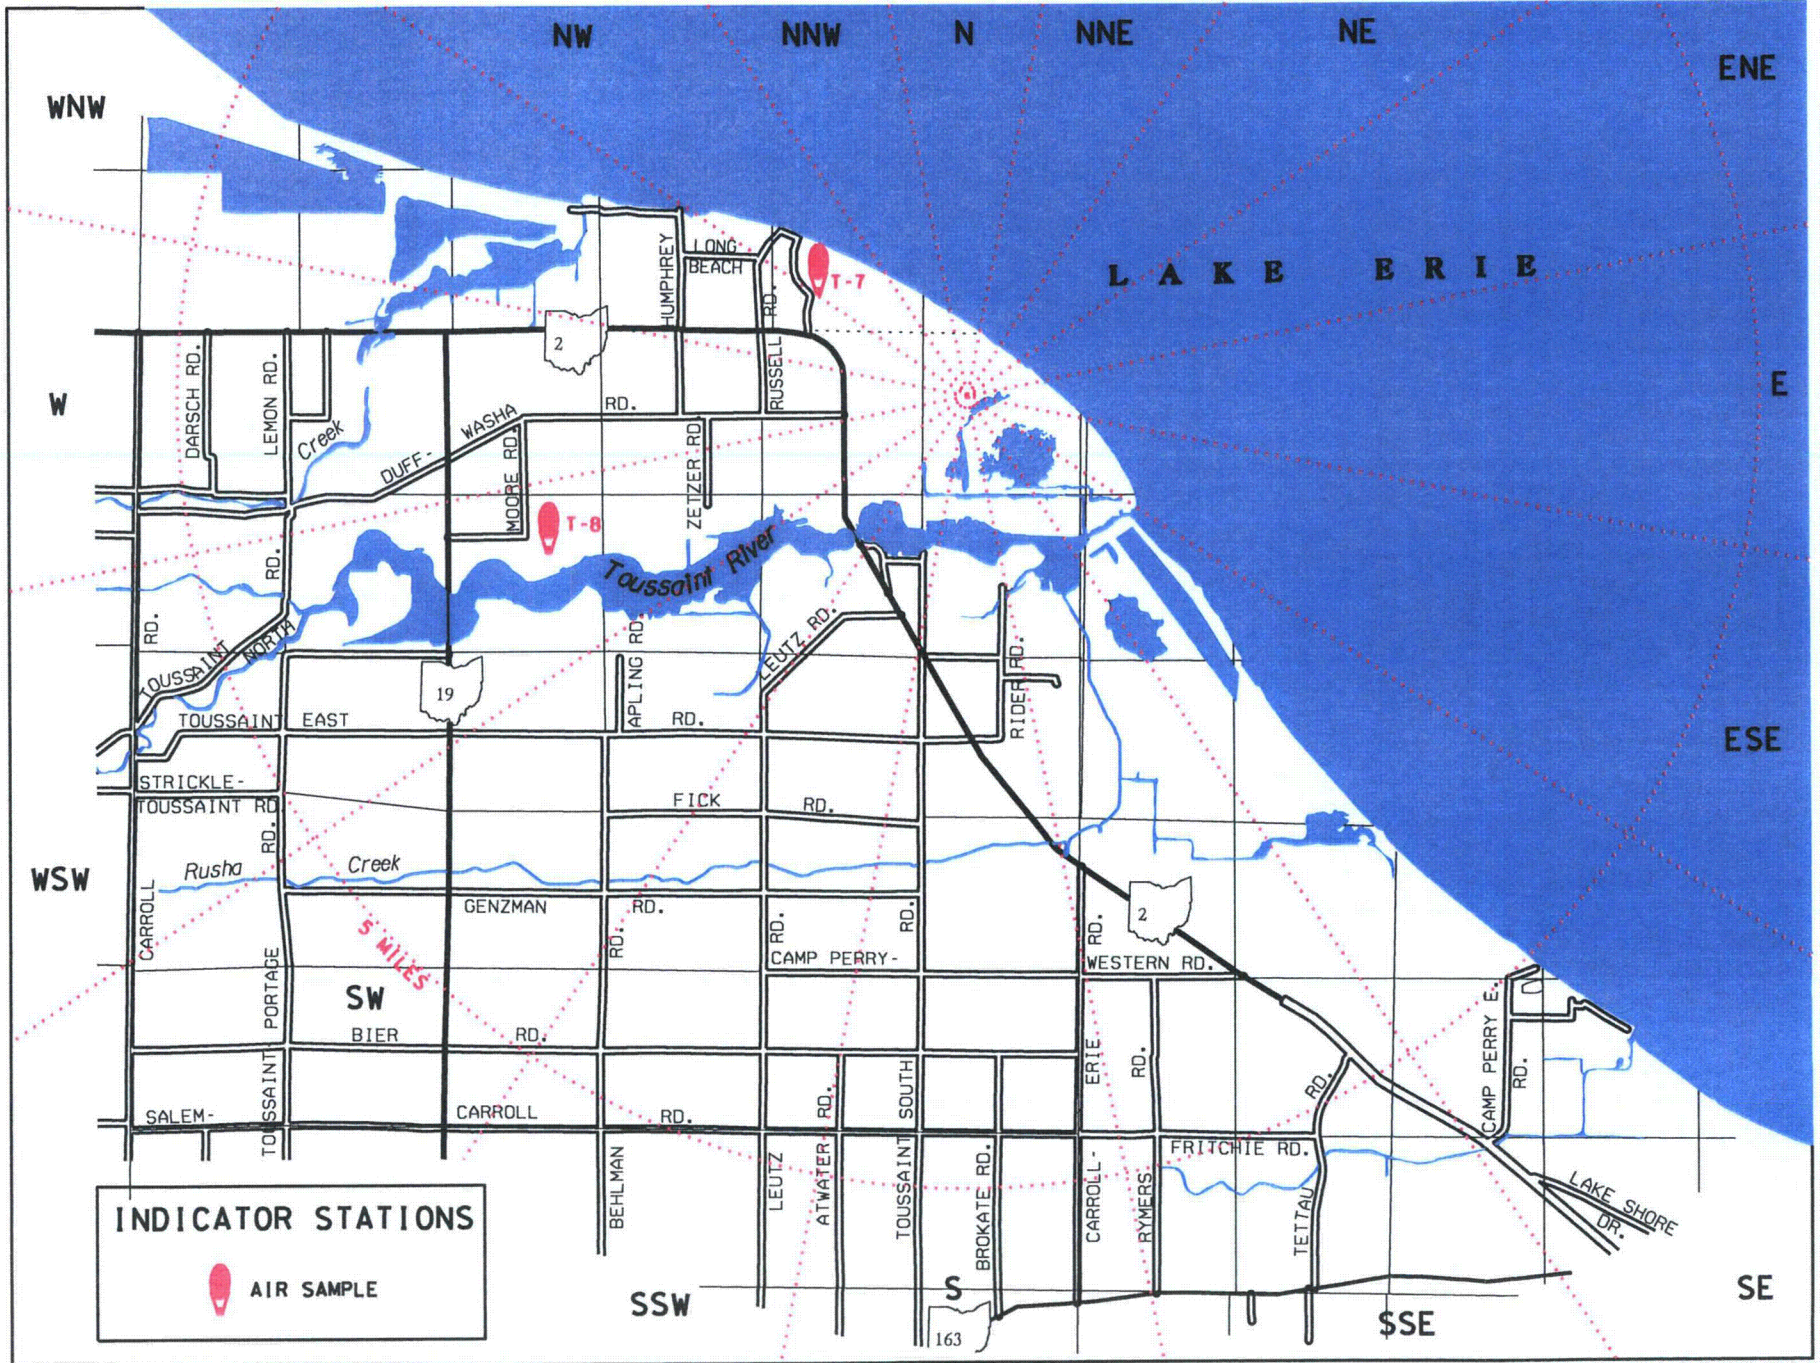 NW
NNW
N
NNE
NE
ENE
WNW
HUMPHREY
LONG
BEACH
RD.
T-7
LAKE ERIE
2
DARSCH RD.
LEMON RD.
RUSSELL
W
E
Creek
DUFF-
WASHA
RD.
MOORE RD.
ZETZER RD.
T-8
Toussaint River
RD.
RD.
TOUSSAINT
NORTH
19
APLING RD.
LEUTZ RD.
RIDER RD.
TOUSSAINT EAST
RD.
ESE
STRICKLE-
TOUSSAINT RD.
FICK RD.
RD.
WSW
Rusha Creek
CARROLL
GENZMAN RD.
RD.
RD.
RD.
RD.
2
5 MILES
CAMP PERRY-
WESTERN RD.
SW
PORTAGE
BIER RD.
CAMP PERRY E.
RD.
ERIE
RD.
RD.
TOUSSAINT
SOUTH
RD.
SALEM-
CARROLL RD.
FRITCHIE RD.
BEHLMAN
LEUTZ
ATWATER
TOUSSAINT
BROKATE RD.
CARROLL-
RYMERS
TETTAU
LAKE SHORE
DR.
INDICATOR STATIONS
AIR SAMPLE
SSW
S
163
SSE
SE